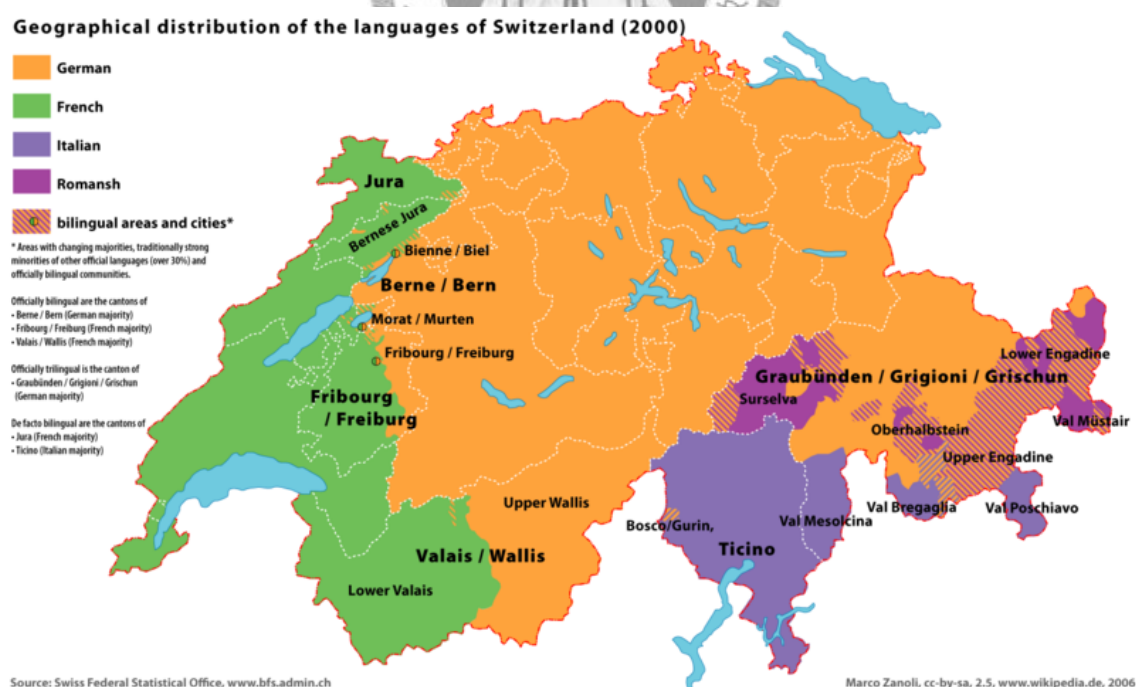 Geographical distribution of the languages of Switzerland (2000)
German
French
Italian
Romansh
bilingual areas and cities*
* Areas with changing majorities, traditionally strong
minorities of other official languages (over 30%) and
officially bilingual communities.
Officially bilingual are the cantons of
• Berne / Bern (German majority)
• Fribourg / Freiburg (French majority)
• Valais / Wallis (French majority)
Officially trilingual is the canton of
• Graubünden / Grigioni / Grischun
(German majority)
De facto bilingual are the cantons of
• Jura (French majority)
• Ticino (Italian majority)
Jura
Bernese Jura
Bienne / Biel
Berne / Bern
Morat / Murten
Fribourg / Freiburg
Fribourg
/ Freiburg
Lower Engadine
Graubünden / Grigioni / Grischun
Surselva
Val Müstair
Oberhalbstein
Upper Engadine
Upper Wallis
Val Bregaglia
Val Poschiavo
Bosco/Gurin,
Val Mesolcina
Ticino
Valais / Wallis
Lower Valais
Source: Swiss Federal Statistical Office, www.bfs.admin.ch
Marco Zanoli, cc-by-sa, 2.5, www.wikipedia.de, 2006